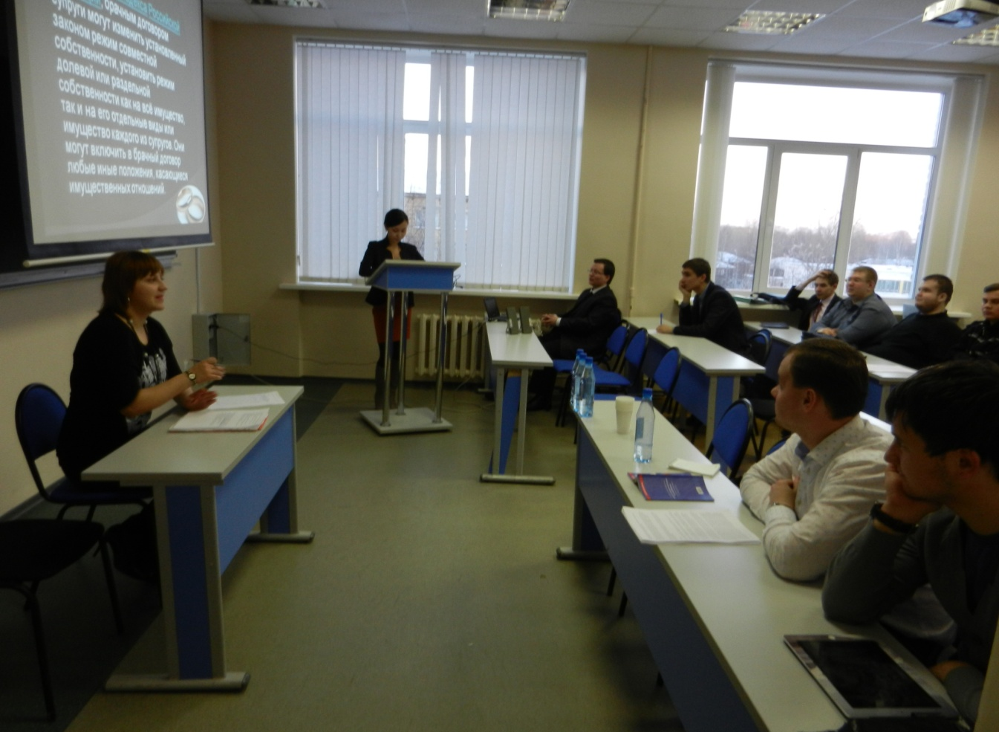 Кодекса Российской
, брачным договором
супруги могут изменить установленный
законом режим совместной
собственности, установить режим
долевой или раздельной
собственности как на всё имущество,
так и на его отдельные виды или
имущество каждого из супругов. Они
могут включить в брачный договор
любые иные положения, касающиеся
имущественных отношений.